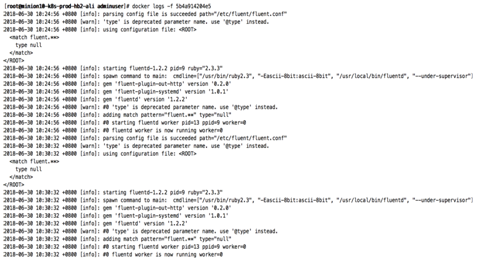 [root@minion10-k8s-prod-hb2-ali adminuser]# docker logs -f 5b4a914204e5
2018-06-30 10:24:56 +0800 [info]: parsing config file is succeeded path="/etc/fluent/fluent.conf"
2018-06-30 10:24:56 +0800 [warn]: 'type' is deprecated parameter name. use '@type' instead.
2018-06-30 10:24:56 +0800 [info]: using configuration file: <ROOT>
<match fluent.**>
type null
</match>
</ROOT>
2018-06-30 10:24:56 +0800 [info]: starting fluentd-1.2.2 pid=9 ruby="2.3.3"
2018-06-30 10:24:56 +0800 [info]: spawn command to main:  cmdline=["/usr/bin/ruby2.3", "-Eascii-8bit:ascii-8bit", "/usr/local/bin/fluentd", "--under-supervisor"]
2018-06-30 10:24:56 +0800 [info]: gem 'fluent-plugin-out-http' version '0.2.0'
2018-06-30 10:24:56 +0800 [info]: gem 'fluent-plugin-systemd' version '1.0.1'
2018-06-30 10:24:56 +0800 [info]: gem 'fluentd' version '1.2.2'
2018-06-30 10:24:56 +0800 [warn]: #0 'type' is deprecated parameter name. use '@type' instead.
2018-06-30 10:24:56 +0800 [info]: adding match pattern="fluent.**" type="null"
2018-06-30 10:24:56 +0800 [info]: #0 starting fluentd worker pid=13 ppid=9 worker=0
2018-06-30 10:24:56 +0800 [info]: #0 fluentd worker is now running worker=0
2018-06-30 10:30:32 +0800 [info]: parsing config file is succeeded path="/etc/fluent/fluent.conf"
2018-06-30 10:30:32 +0800 [warn]: 'type' is deprecated parameter name. use '@type' instead.
2018-06-30 10:30:32 +0800 [info]: using configuration file: <ROOT>
<match fluent.**>
type null
</match>
</ROOT>
2018-06-30 10:30:32 +0800 [info]: starting fluentd-1.2.2 pid=9 ruby="2.3.3"
2018-06-30 10:30:32 +0800 [info]: spawn command to main:  cmdline=["/usr/bin/ruby2.3", "-Eascii-8bit:ascii-8bit", "/usr/local/bin/fluentd", "--under-supervisor"]
2018-06-30 10:30:32 +0800 [info]: gem 'fluent-plugin-out-http' version '0.2.0'
2018-06-30 10:30:32 +0800 [info]: gem 'fluent-plugin-systemd' version '1.0.1'
2018-06-30 10:30:32 +0800 [info]: gem 'fluentd' version '1.2.2'
2018-06-30 10:30:32 +0800 [warn]: #0 'type' is deprecated parameter name. use '@type' instead.
2018-06-30 10:30:32 +0800 [info]: adding match pattern="fluent.**" type="null"
2018-06-30 10:30:32 +0800 [info]: #0 starting fluentd worker pid=13 ppid=9 worker=0
2018-06-30 10:30:32 +0800 [info]: #0 fluentd worker is now running worker=0